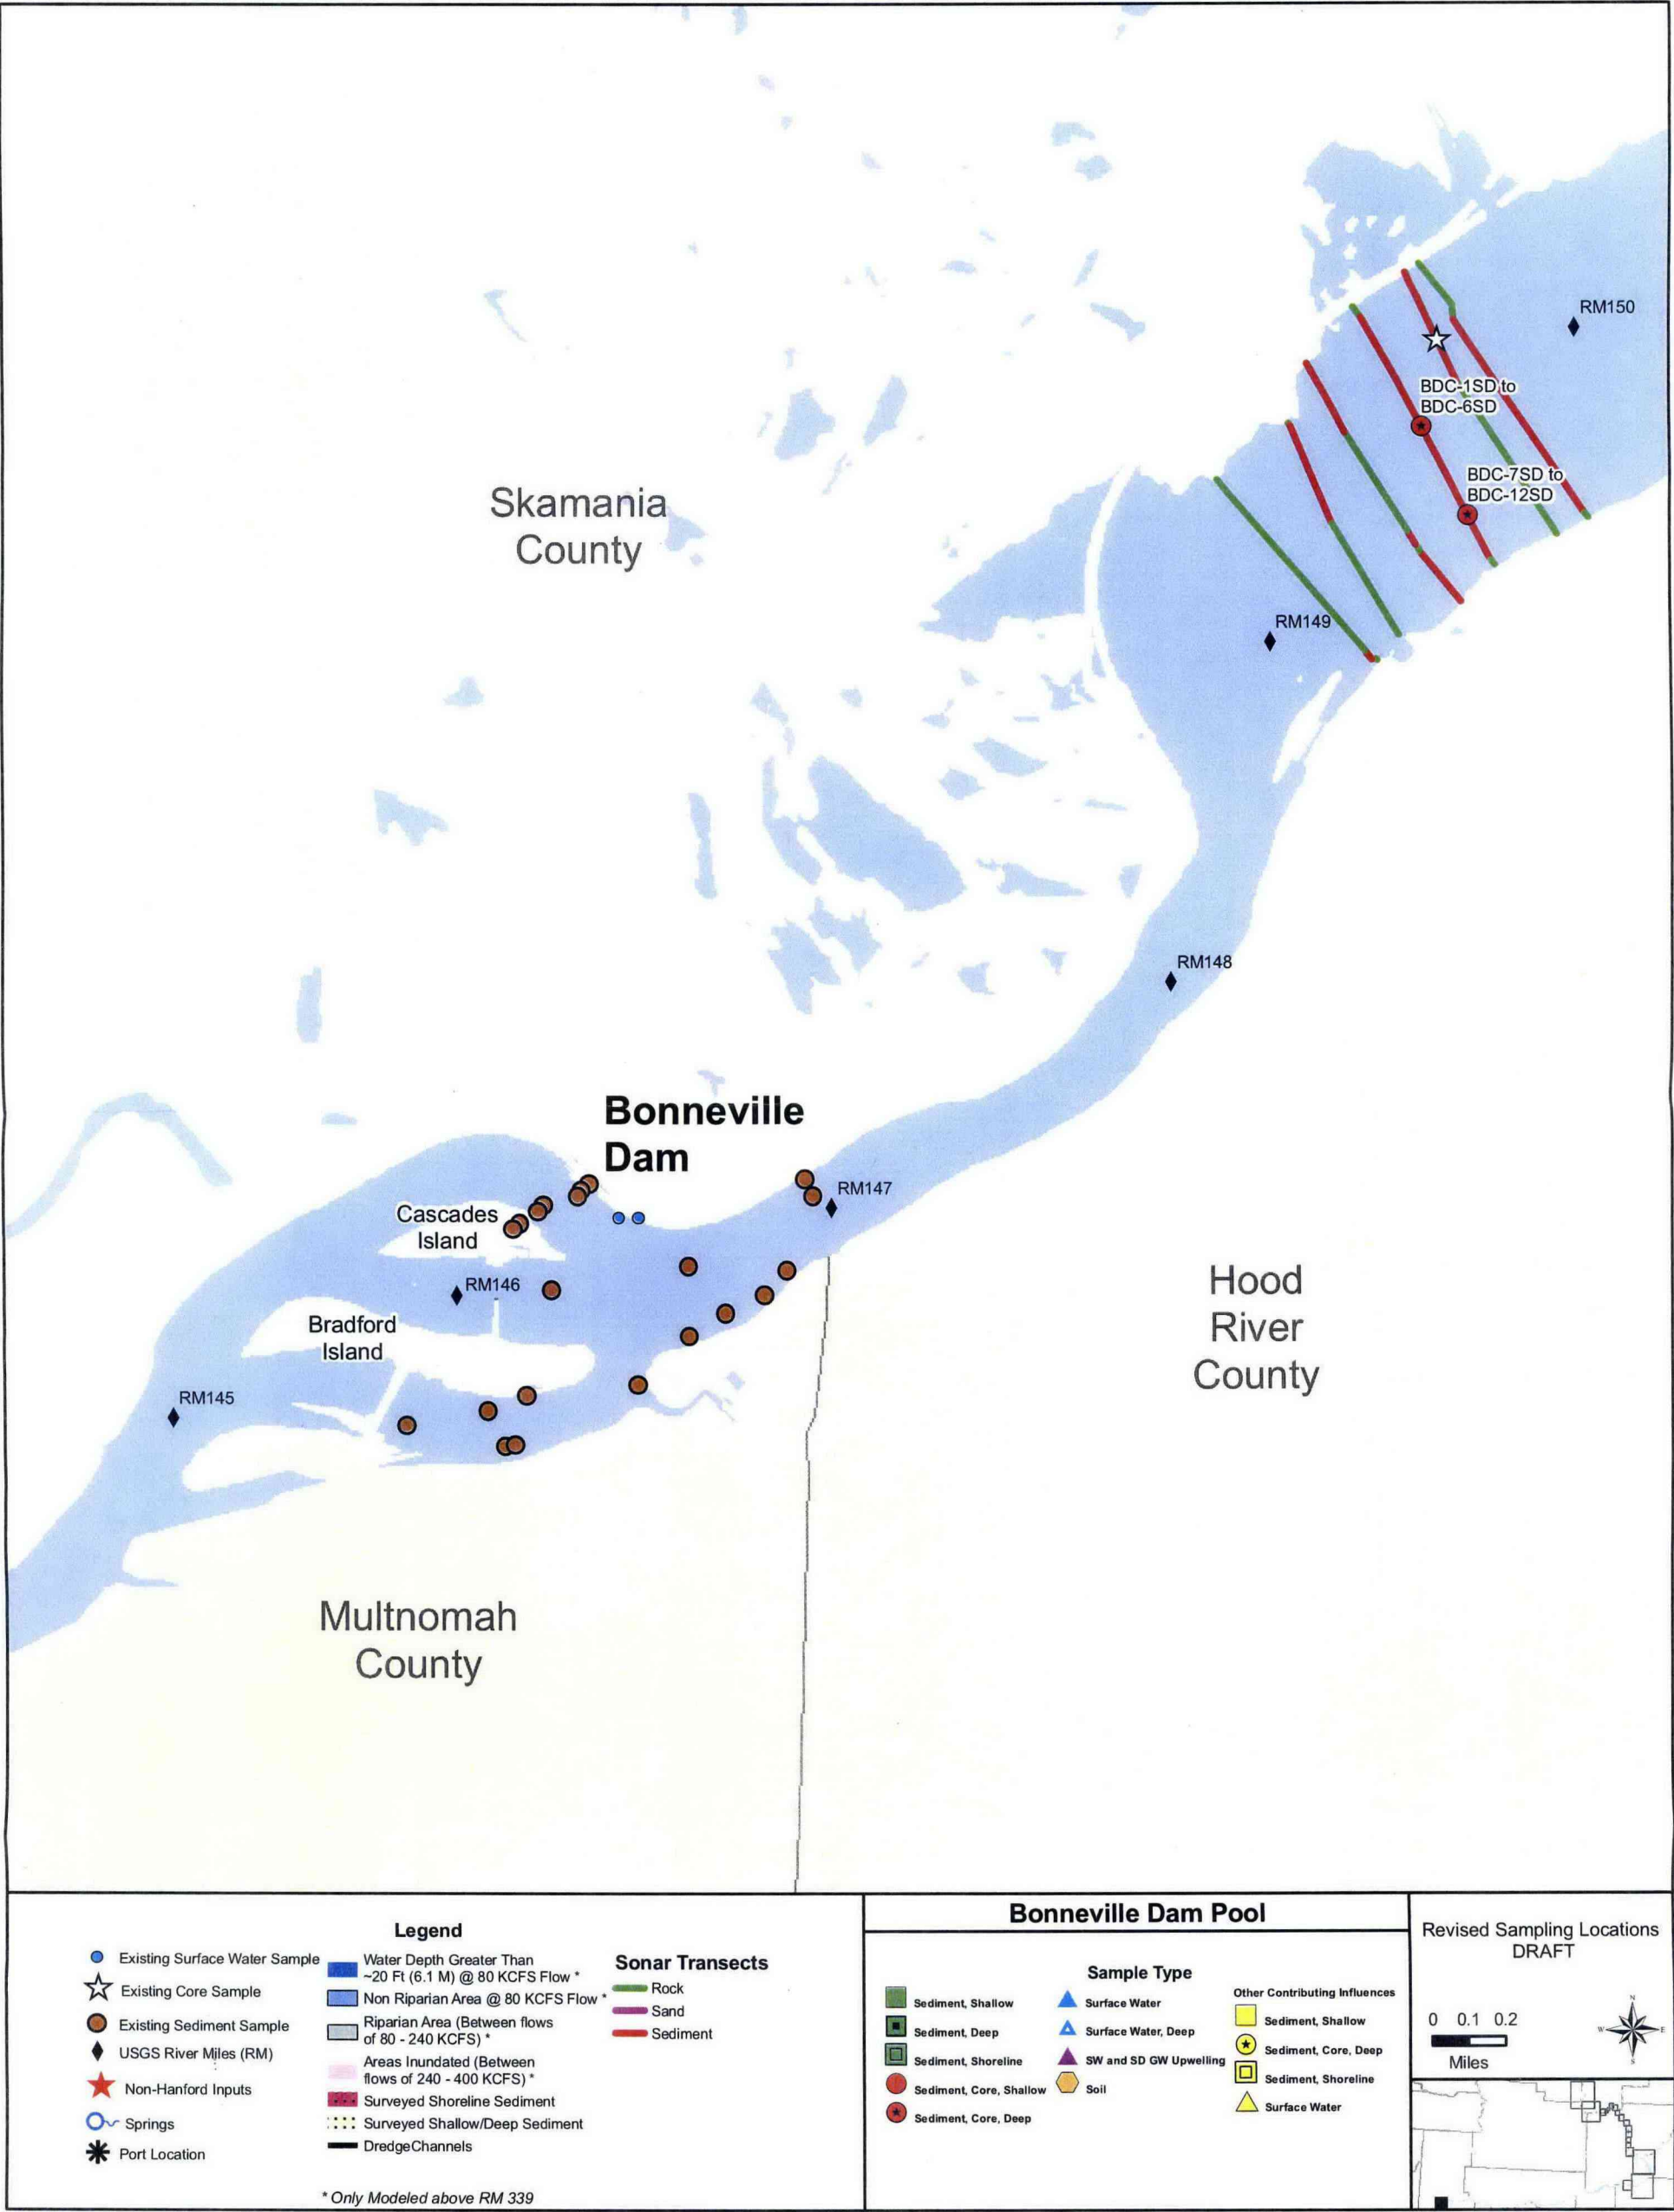 RM150
BDC-1SD to
BDC-6SD
BDC-7SD to
BDC-12SD
Skamania
County
RM149
RM148
Bonneville
Dam
RM147
Cascades
Island
RM146
Hood
River
County
Bradford
Island
RM145
Multnomah
County
Legend
Existing Surface Water Sample
Existing Core Sample
Existing Sediment Sample
USGS River Miles (RM)
Non-Hanford Inputs
Springs
Port Location
Water Depth Greater Than
~20 Ft (6.1 M) @ 80 KCFS Flow *
Non Riparian Area @ 80 KCFS Flow *
Riparian Area (Between flows
of 80 - 240 KCFS) *
Areas Inundated (Between
flows of 240 - 400 KCFS) *
Surveyed Shoreline Sediment
Surveyed Shallow/Deep Sediment
DredgeChannels
* Only Modeled above RM 339
Sonar Transects
Rock
Sand
Sediment
Bonneville Dam Pool
Sample Type
Sediment, Shallow
Sediment, Deep
Sediment, Shoreline
Sediment, Core, Shallow
Sediment, Core, Deep
Surface Water
Surface Water, Deep
SW and SD GW Upwelling
Soil
Other Contributing Influences
Sediment, Shallow
Sediment, Core, Deep
Sediment, Shoreline
Surface Water
Revised Sampling Locations
DRAFT
0 0.1 0.2
Miles
N
W E
S